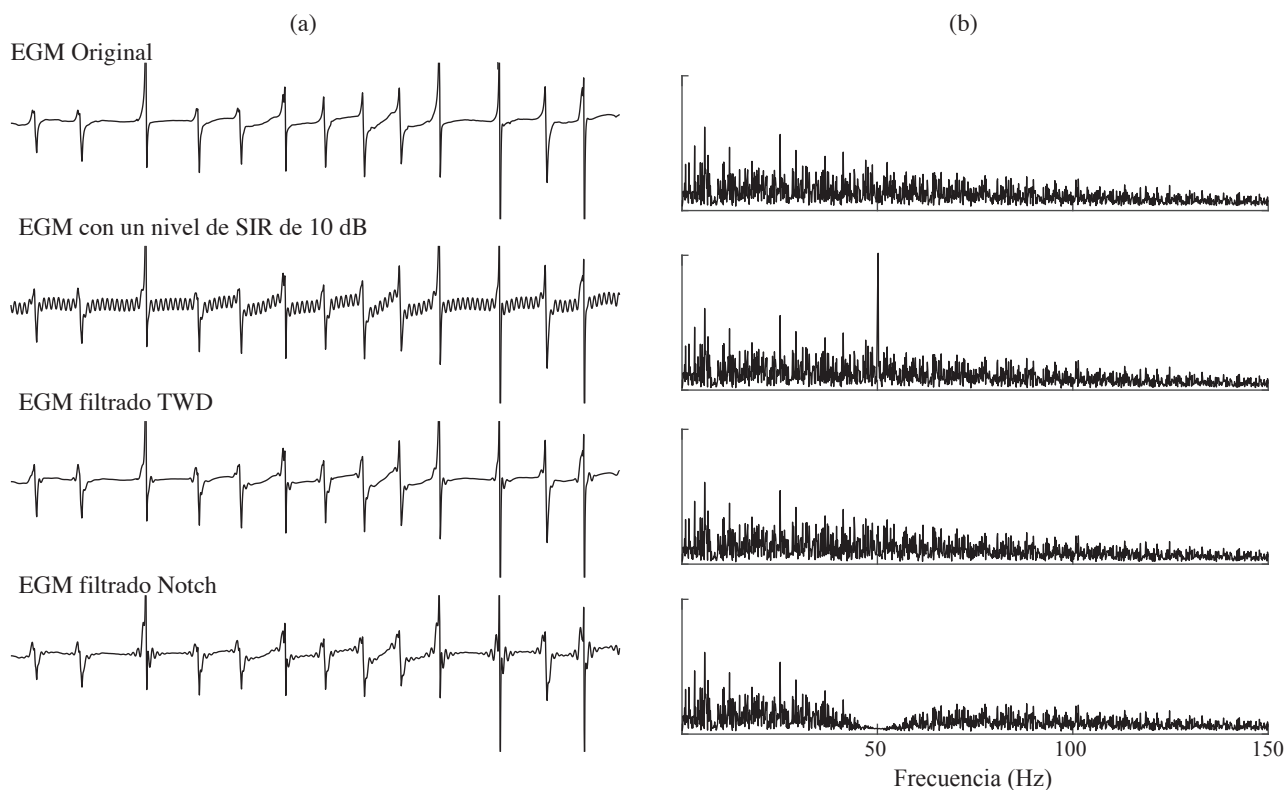 (a)
(b)
EGM Original
EGM con un nivel de SIR de 10 dB
EGM filtrado TWD
EGM filtrado Notch
50
100
150
Frecuencia (Hz)